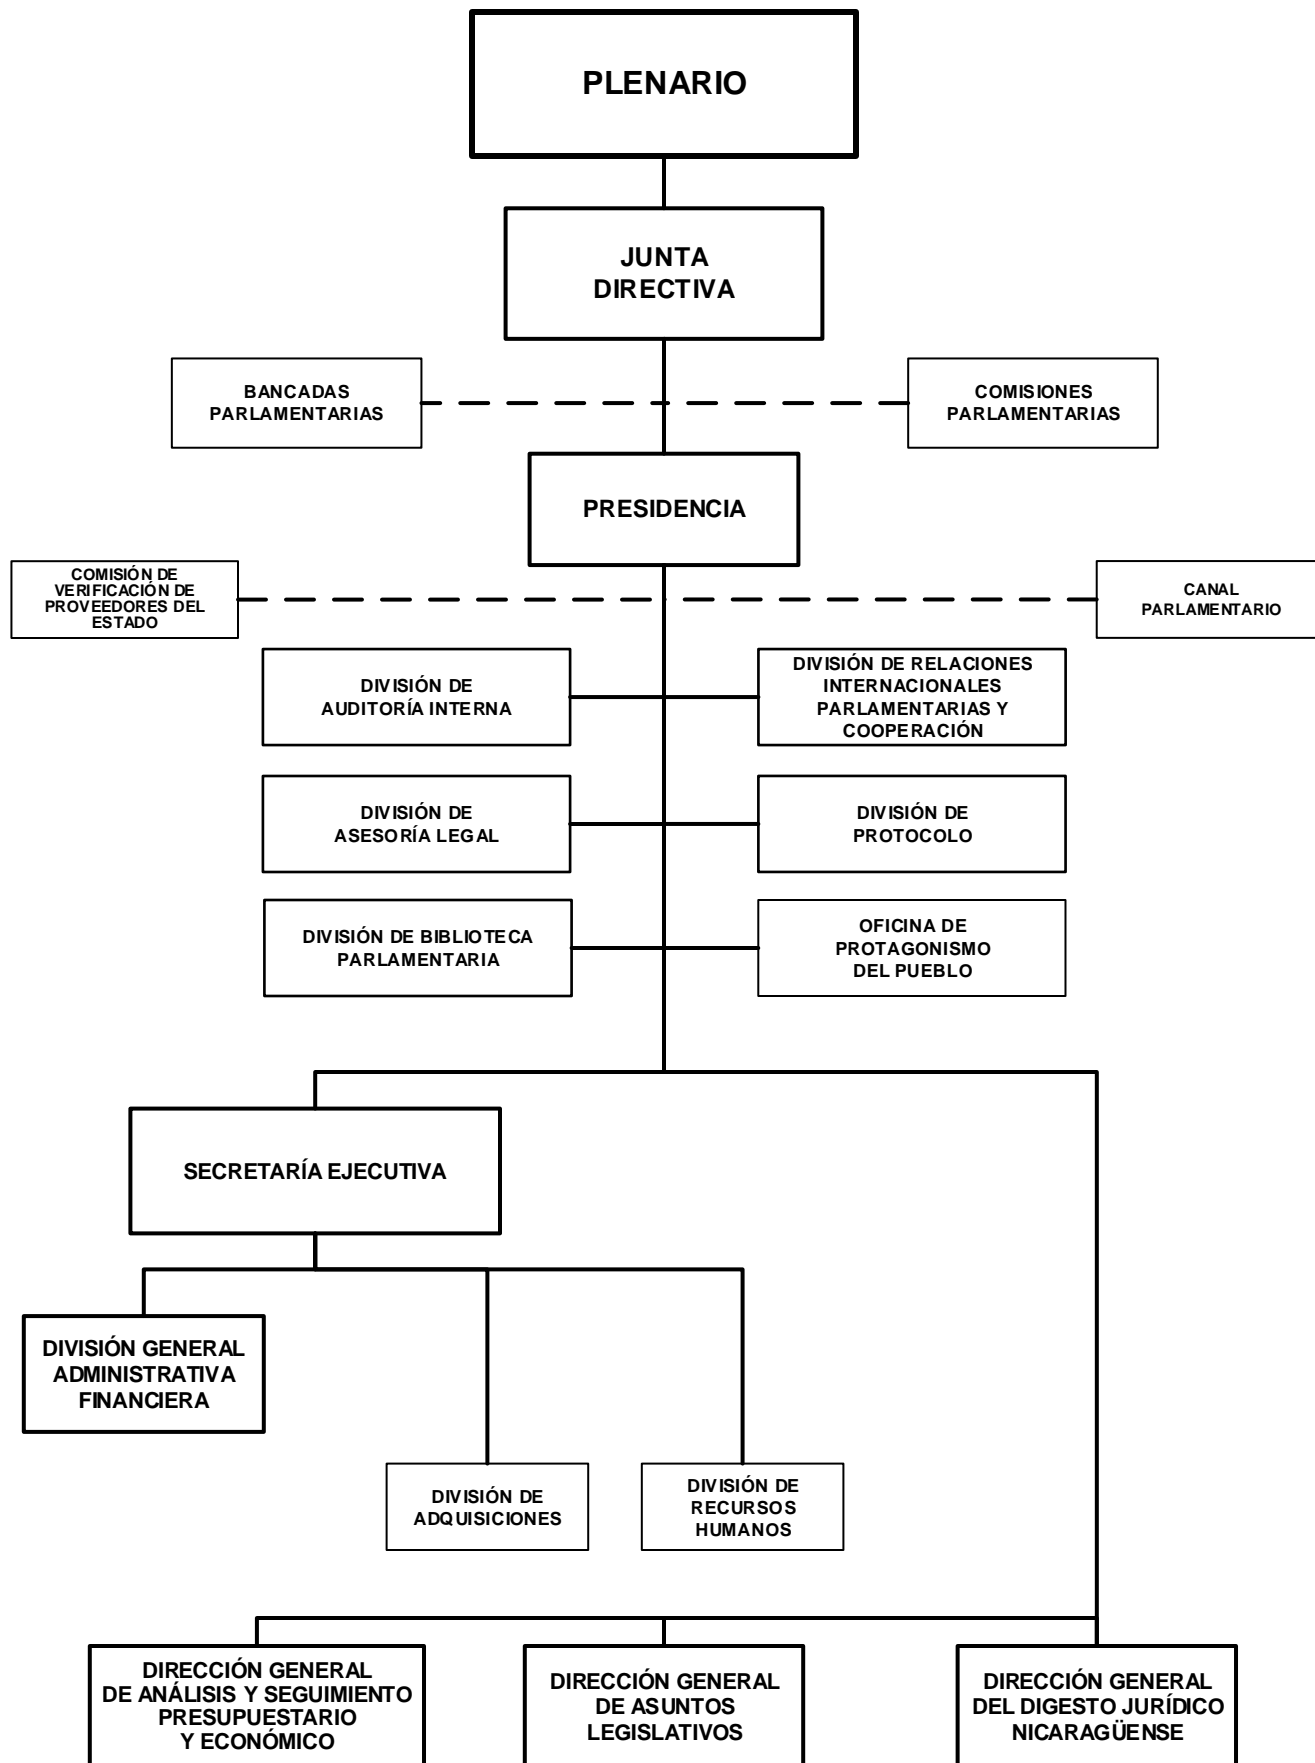 PLENARIO
JUNTA
DIRECTIVA
BANCADAS
PARLAMENTARIAS
COMISIONES
PARLAMENTARIAS
PRESIDENCIA
COMISIÓN DE
VERIFICACIÓN DE
PROVEEDORES DEL
ESTADO
CANAL
PARLAMENTARIO
DIVISIÓN DE
AUDITORÍA INTERNA
DIVISIÓN DE RELACIONES
INTERNACIONALES
PARLAMENTARIAS Y
COOPERACIÓN
DIVISIÓN DE
ASESORÍA LEGAL
DIVISIÓN DE
PROTOCOLO
DIVISIÓN DE BIBLIOTECA
PARLAMENTARIA
OFICINA DE
PROTAGONISMO
DEL PUEBLO
SECRETARÍA EJECUTIVA
DIVISIÓN GENERAL
ADMINISTRATIVA
FINANCIERA
DIVISIÓN DE
ADQUISICIONES
DIVISIÓN DE
RECURSOS
HUMANOS
DIRECCIÓN GENERAL
DE ANÁLISIS Y SEGUIMIENTO
PRESUPUESTARIO
Y ECONÓMICO
DIRECCIÓN GENERAL
DE ASUNTOS
LEGISLATIVOS
DIRECCIÓN GENERAL
DEL DIGESTO JURÍDICO
NICARAGÜENSE